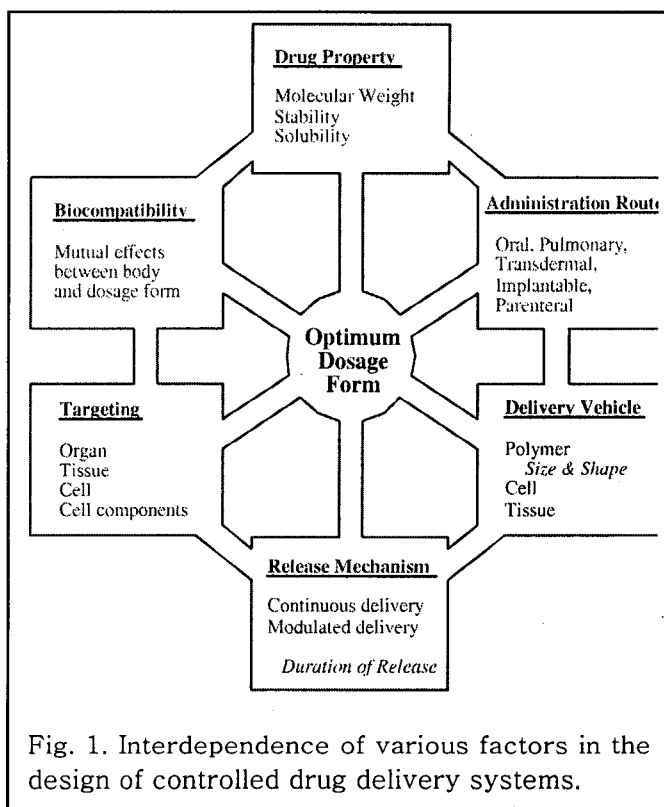 Drug Property
Molecular Weight
Stability
Solubility
Biocompatibility
Mutual effects
between body
and dosage form
Administration Route
Oral, Pulmonary,
Transdermal,
Implantable,
Parenteral
Optimum
Dosage
Form
Targeting
Organ
Tissue
Cell
Cell components
Delivery Vehicle
Polymer
Size & Shape
Cell
Tissue
Release Mechanism
Continuous delivery
Modulated delivery
Duration of Release
Fig. 1. Interdependence of various factors in the
design of controlled drug delivery systems.